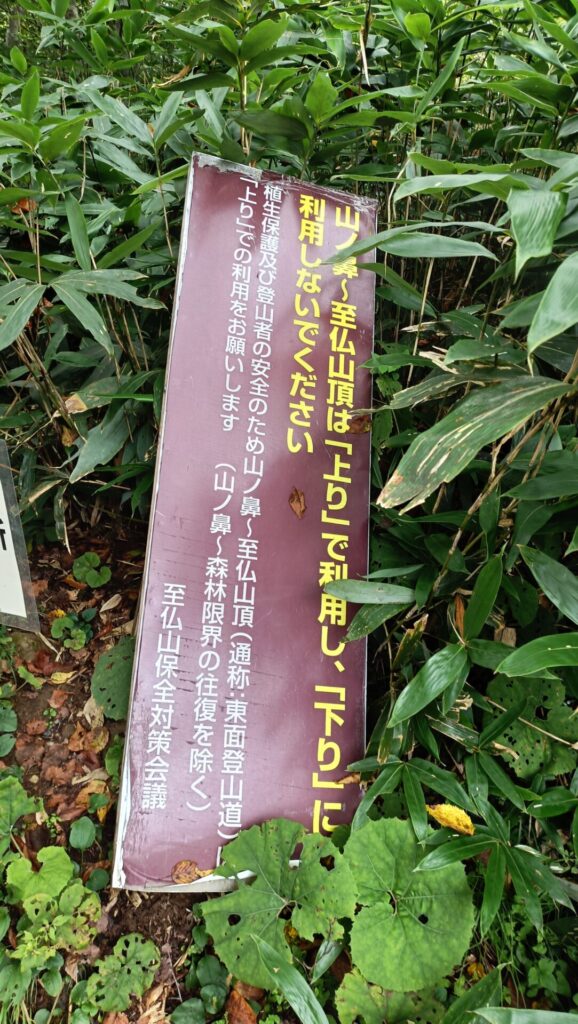 山ノ鼻～至仏山頂は「上り」で利用し、「下り」に
利用しないでください
植生保護及び登山者の安全のため山ノ鼻～至仏山頂（通称：東面登山道）
「上り」での利用をお願いします　（山ノ鼻～森林限界の往復を除く）
至仏山保全対策会議